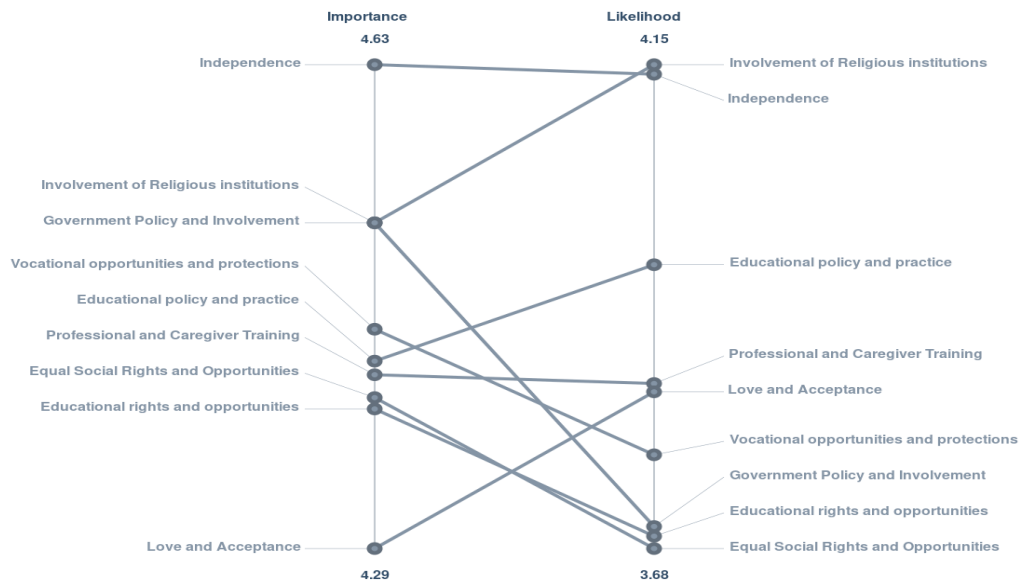 Importance
4.63
Likelihood
4.15
Independence
Involvement of Religious institutions
Government Policy and Involvement
Vocational opportunities and protections
Educational policy and practice
Professional and Caregiver Training
Equal Social Rights and Opportunities
Educational rights and opportunities
Love and Acceptance
4.29
Involvement of Religious institutions
Independence
Educational policy and practice
Professional and Caregiver Training
Love and Acceptance
Vocational opportunities and protections
Government Policy and Involvement
Educational rights and opportunities
Equal Social Rights and Opportunities
3.68